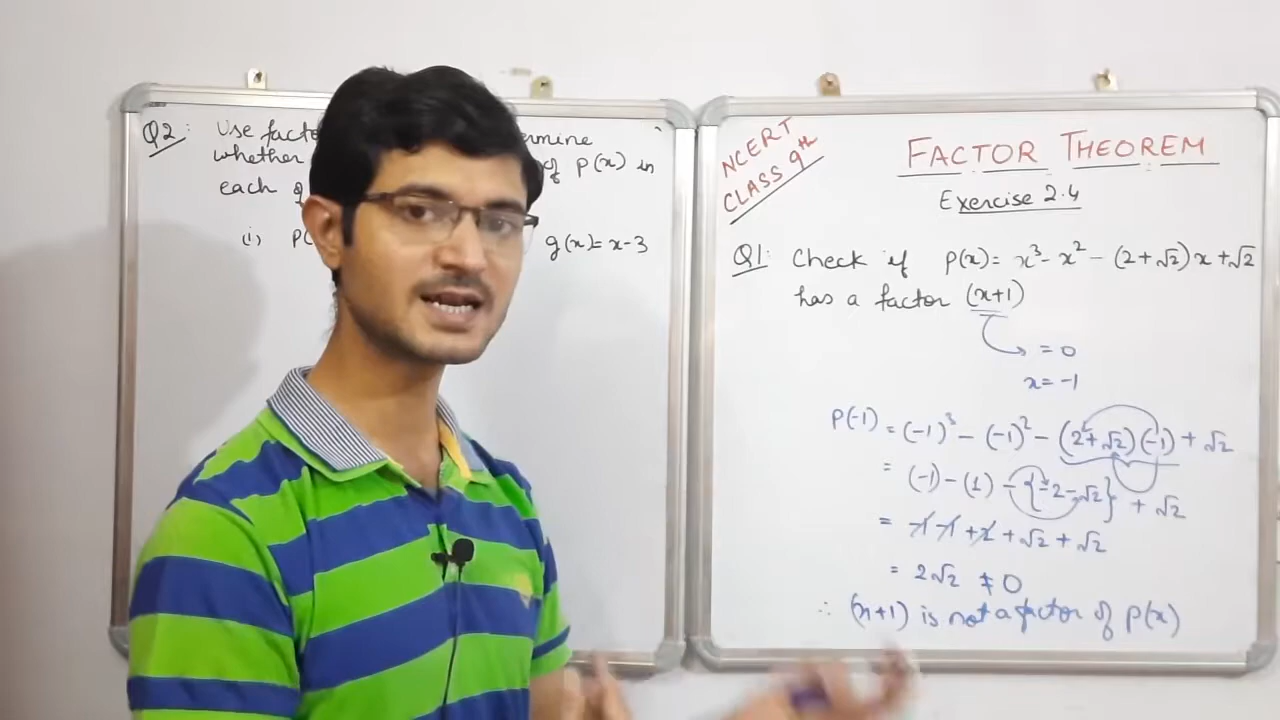 Q2: Use
whether of P(x) in
each
(i) g(x)= x-3
NCERT
CLASS 9th
FACTOR THEOREM
Exercise 2.4
Q1: Check if P(x)= x³- x² - (2+√2)x +√2
has a factor (x+1)
= 0
x= -1
P(-1) = (-1)³ - (-1)² - (2+√2)(-1) + √2
= (-1) - (1) - {-2-√2} + √2
= -1 -1 +2 + √2 + √2
= 2√2 ≠ 0
∴ (x+1) is not a factor of P(x)